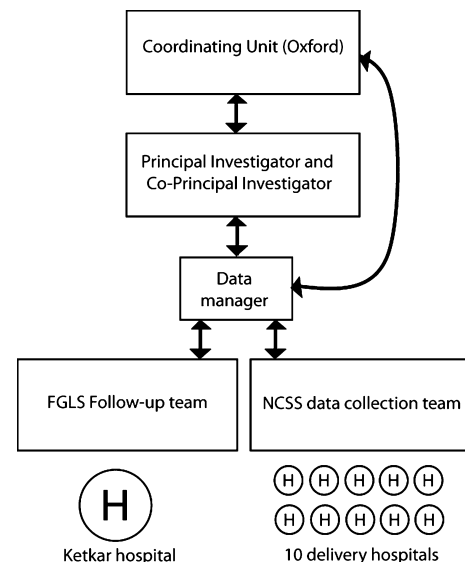 Coordinating Unit (Oxford)
Principal Investigator and
Co-Principal Investigator
Data
manager
FGLS Follow-up team
NCSS data collection team
H
H H H H H
H H H H H
Ketkar hospital
10 delivery hospitals